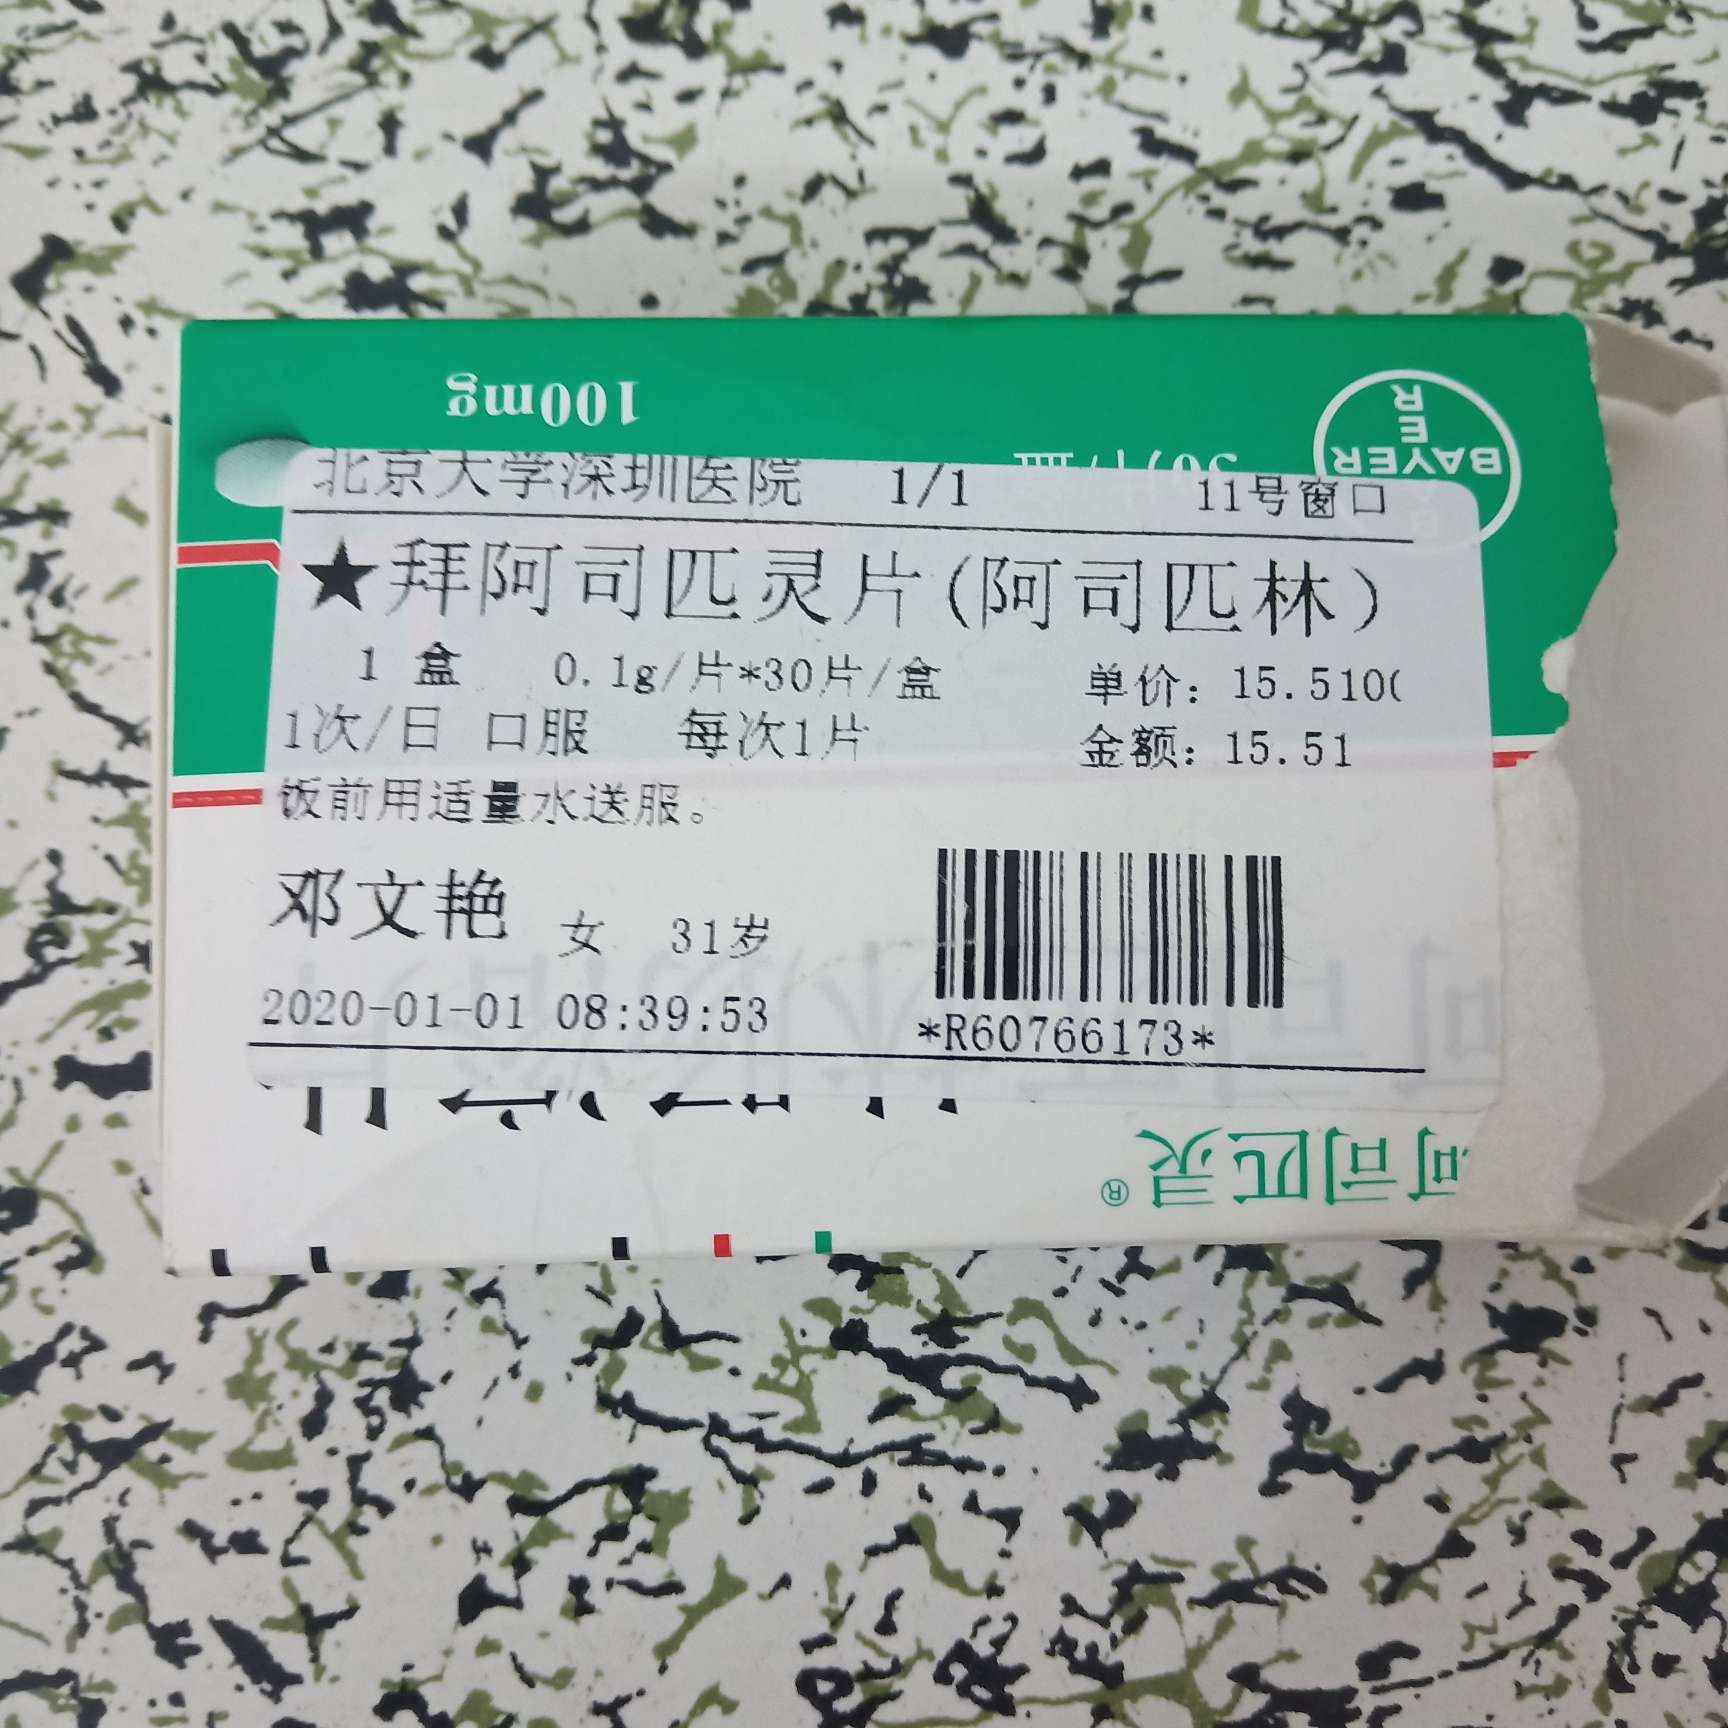 100mg
BAYER
BAYER
北京大学深圳医院 1/1 11号窗口
★拜阿司匹灵片(阿司匹林)
1 盒 0.1g/片*30片/盒 单价: 15.510(
1次/日 口服 每次1片 金额: 15.51
饭前用适量水送服。
邓文艳 女 31岁
2020-01-01 08:39:53
*R60766173*
阿司匹灵®